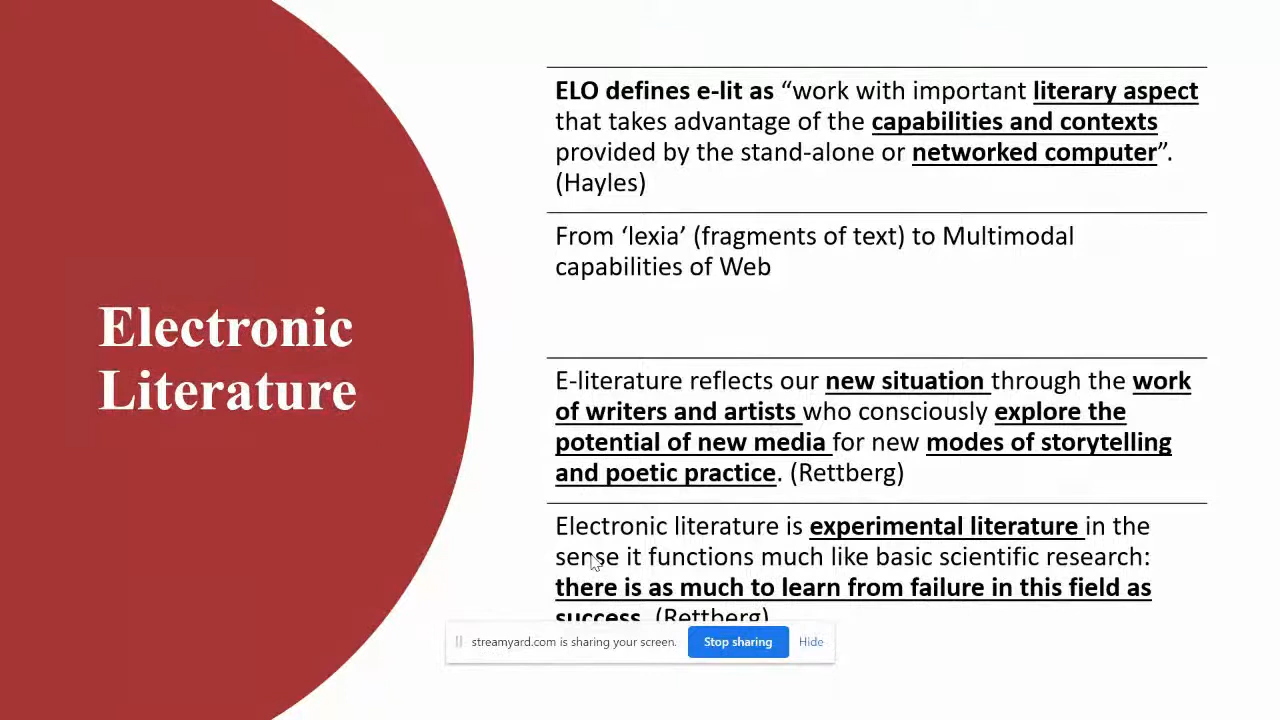 Electronic
Literature
ELO defines e-lit as “work with important literary aspect
that takes advantage of the capabilities and contexts
provided by the stand-alone or networked computer”.
(Hayles)
From ‘lexia’ (fragments of text) to Multimodal
capabilities of Web
E-literature reflects our new situation through the work
of writers and artists who consciously explore the
potential of new media for new modes of storytelling
and poetic practice. (Rettberg)
Electronic literature is experimental literature in the
sense it functions much like basic scientific research:
there is as much to learn from failure in this field as
success. (Rettberg)
streamyard.com is sharing your screen. Stop sharing Hide